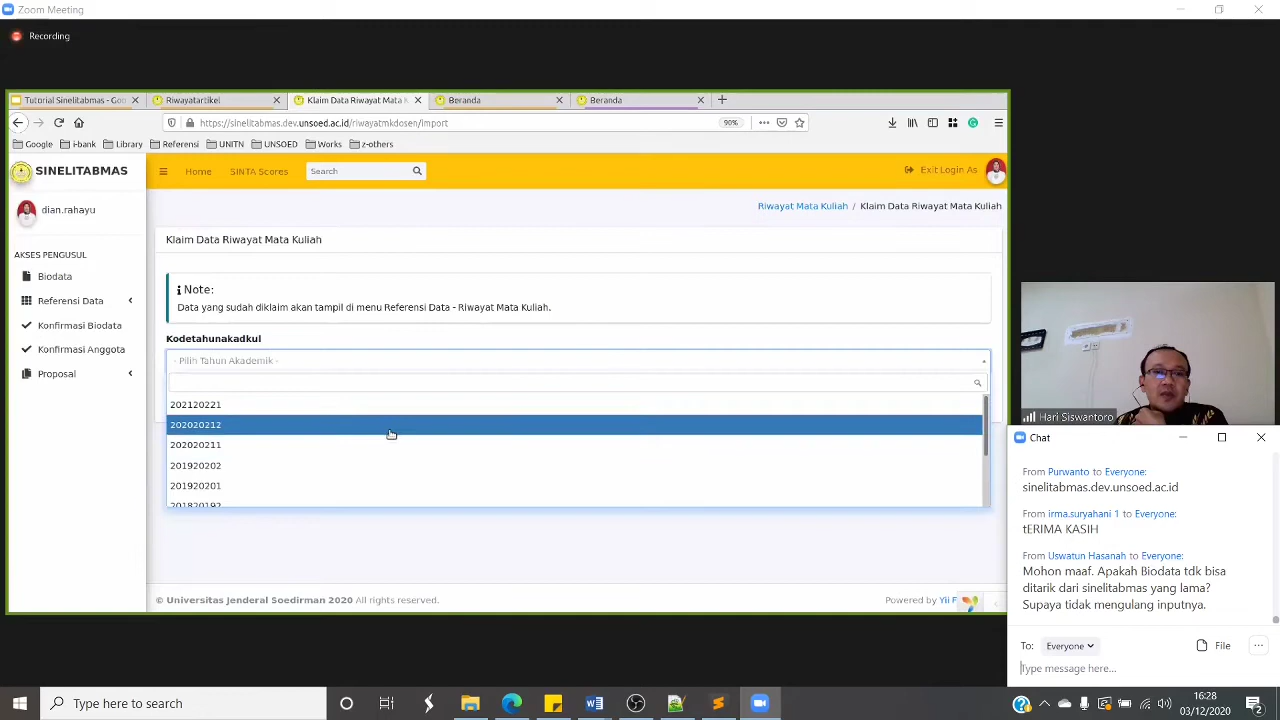 Zoom Meeting
Recording
Tutorial Sinelitabmas - Goo
Riwayatartikel
Klaim Data Riwayat Mata K
Beranda
Beranda
https://sinelitabmas.dev.unsoed.ac.id/riwayatmkdosen/import
90%
Google
i-bank
Library
Referensi
UNITN
UNSOED
Works
z-others
SINELITABMAS
Home
SINTA Scores
Search
Exit Login As
dian.rahayu
Riwayat Mata Kuliah / Klaim Data Riwayat Mata Kuliah
AKSES PENGUSUL
Biodata
Referensi Data
Konfirmasi Biodata
Konfirmasi Anggota
Proposal
Klaim Data Riwayat Mata Kuliah
Note:
Data yang sudah diklaim akan tampil di menu Referensi Data - Riwayat Mata Kuliah.
Kodetahunakadkul
- Pilih Tahun Akademik -
202120221
202020212
202020211
201920202
201920201
201820192
© Universitas Jenderal Soedirman 2020 All rights reserved.
Powered by Yii F
Hari Siswantoro
Chat
From Purwanto to Everyone:
sinelitabmas.dev.unsoed.ac.id
From irma.suryahani 1 to Everyone:
tERIMA KASIH
From Uswatun Hasanah to Everyone:
Mohon maaf. Apakah Biodata tdk bisa
ditarik dari sinelitabmas yang lama?
Supaya tidak mengulang inputnya.
To: Everyone
File
Type message here...
Type here to search
16:28
03/12/2020
2